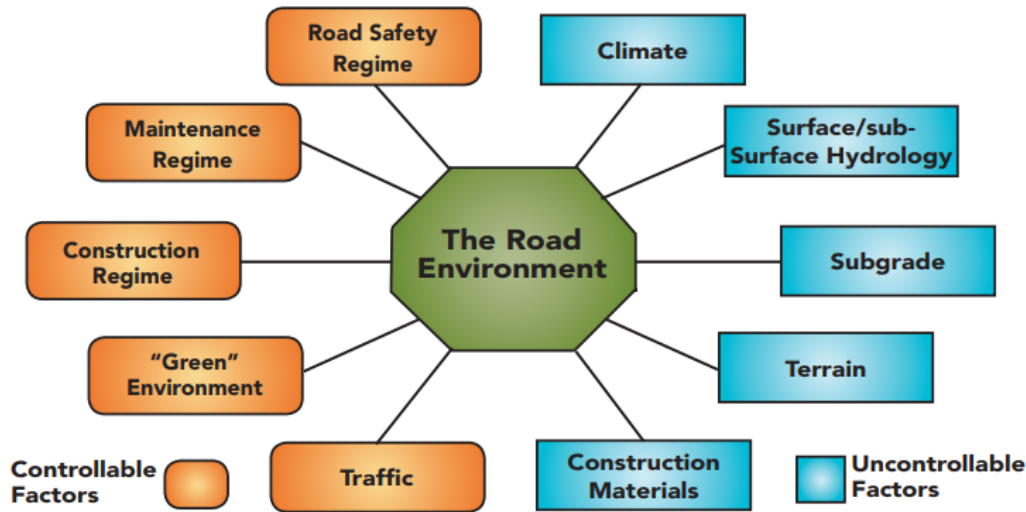 Road Safety
Regime
Climate
Maintenance
Regime
Surface/sub-
Surface Hydrology
Construction
Regime
The Road
Environment
Subgrade
“Green”
Environment
Terrain
Traffic
Construction
Materials
Controllable
Factors
Uncontrollable
Factors